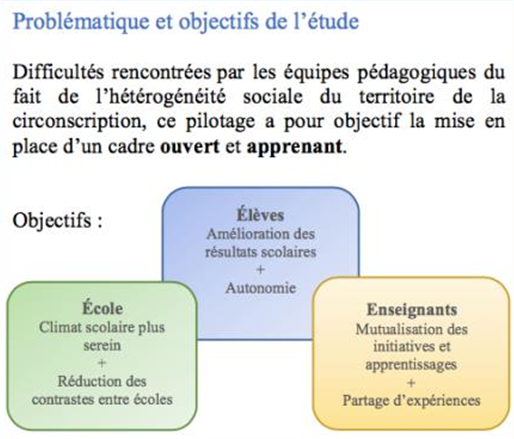 Problématique et objectifs de l'étude
Difficultés rencontrées par les équipes pédagogiques du
fait de l'hétérogénéité sociale du territoire de la
circonscription, ce pilotage a pour objectif la mise en
place d'un cadre ouvert et apprenant.
Objectifs :
Élèves
Amélioration des
résultats scolaires
+
Autonomie
École
Climat scolaire plus
serein
+
Réduction des
contrastes entre écoles
Enseignants
Mutualisation des
initiatives et
apprentissages
+
Partage d'expériences